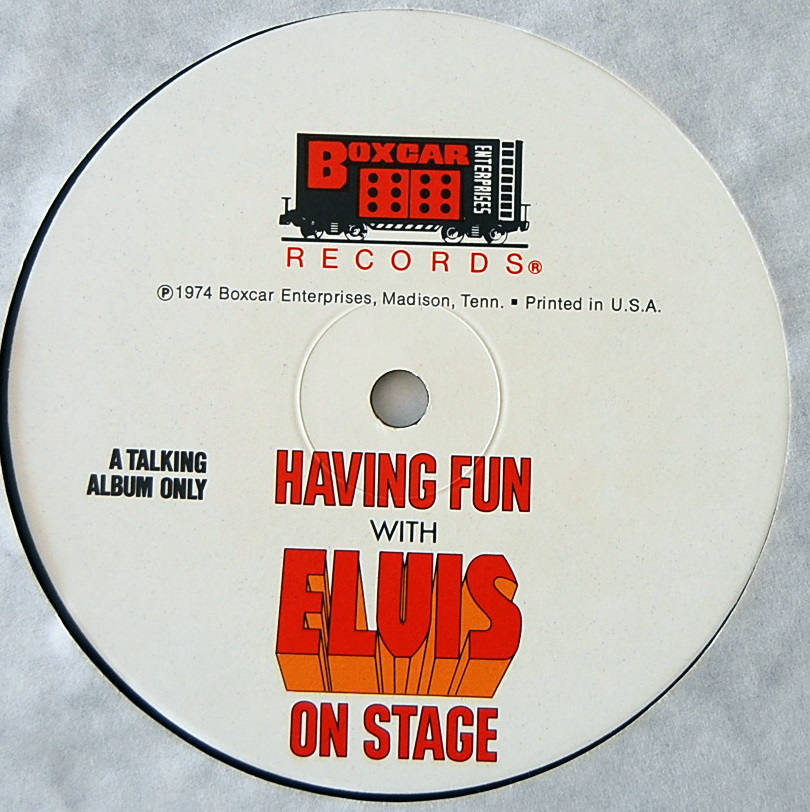 BOXCAR
ENTERPRISES
RECORDS®
℗1974 Boxcar Enterprises, Madison, Tenn. ▪ Printed in U.S.A.
A TALKING
ALBUM ONLY
HAVING FUN
WITH
ELVIS
ON STAGE